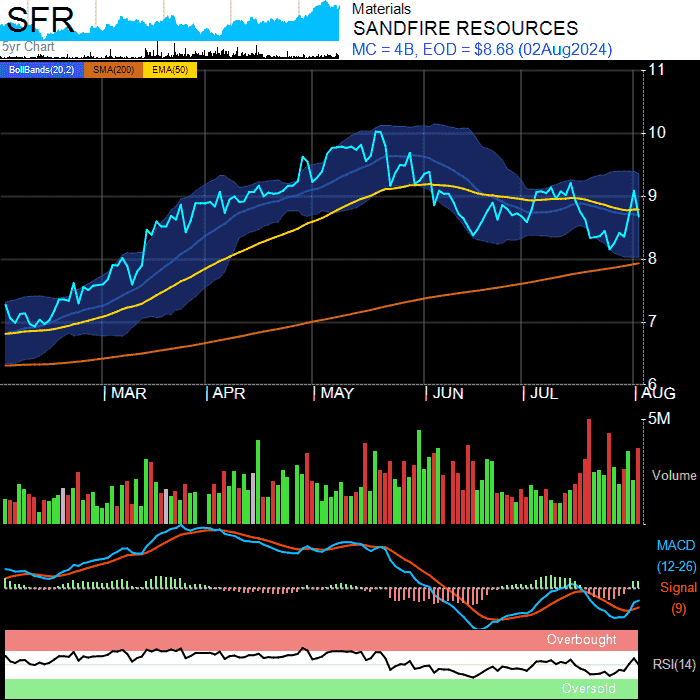 SFR
5yr Chart
Materials
SANDFIRE RESOURCES
MC = 4B, EOD = $8.68 (02Aug2024)
BollBands(20,2) SMA(200) EMA(50)
11
10
9
8
7
6
MAR APR MAY JUN JUL AUG
5M
Volume
MACD
(12-26)
Signal
(9)
Overbought
RSI(14)
Oversold